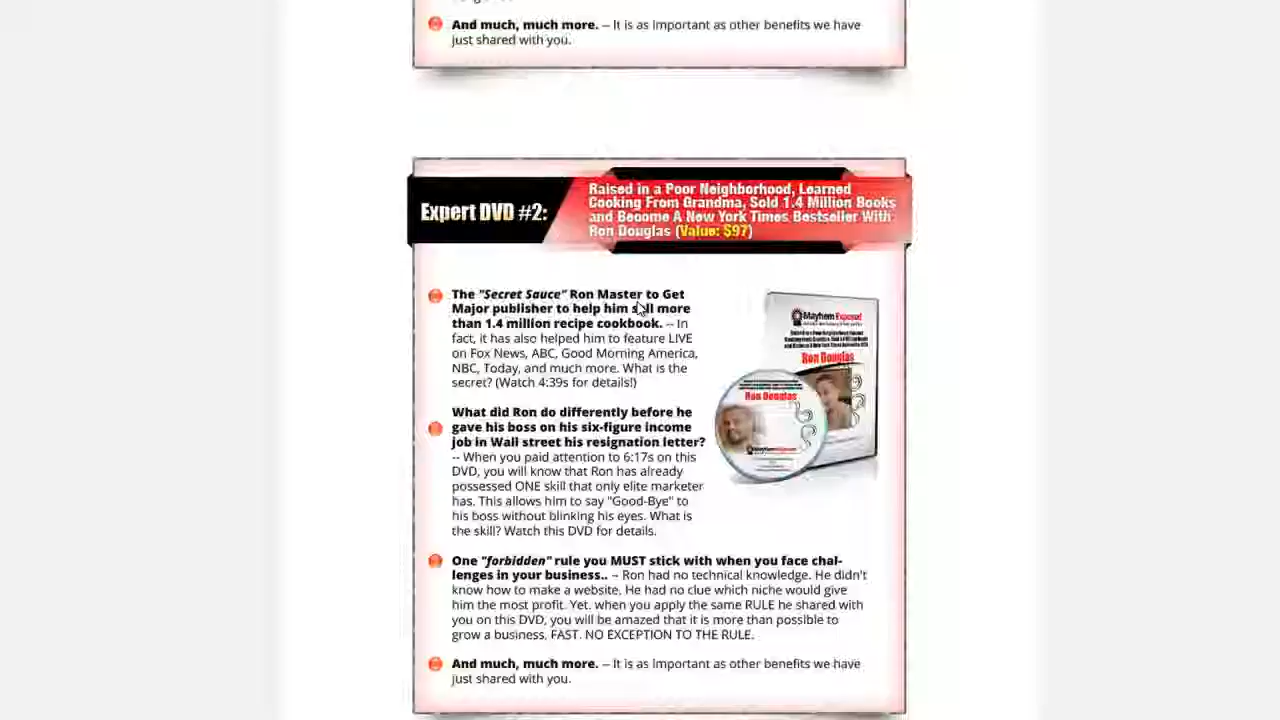 And much, much more. – It is as important as other benefits we have
just shared with you.
Expert DVD #2:
Raised in a Poor Neighborhood, Learned
Cooking From Grandma, Sold 1.4 Million Books
and Become A New York Times Bestseller With
Ron Douglas (Value: $97)
The "Secret Sauce" Ron Master to Get
Major publisher to help him sell more
than 1.4 million recipe cookbook. – In
fact, it has also helped him to feature LIVE
on Fox News, ABC, Good Morning America,
NBC, Today, and much more. What is the
secret? (Watch 4:39s for details!)
What did Ron do differently before he
gave his boss on his six-figure income
job in Wall street his resignation letter?
-- When you paid attention to 6:17s on this
DVD, you will know that Ron has already
possessed ONE skill that only elite marketer
has. This allows him to say "Good-Bye" to
his boss without blinking his eyes. What is
the skill? Watch this DVD for details.
Mayhem Exposed
Ron Douglas
Ron Douglas
One "forbidden" rule you MUST stick with when you face chal-
lenges in your business.. – Ron had no technical knowledge. He didn't
know how to make a website. He had no clue which niche would give
him the most profit. Yet, when you apply the same RULE he shared with
you on this DVD, you will be amazed that it is more than possible to
grow a business, FAST. NO EXCEPTION TO THE RULE.
And much, much more. – It is as important as other benefits we have
just shared with you.